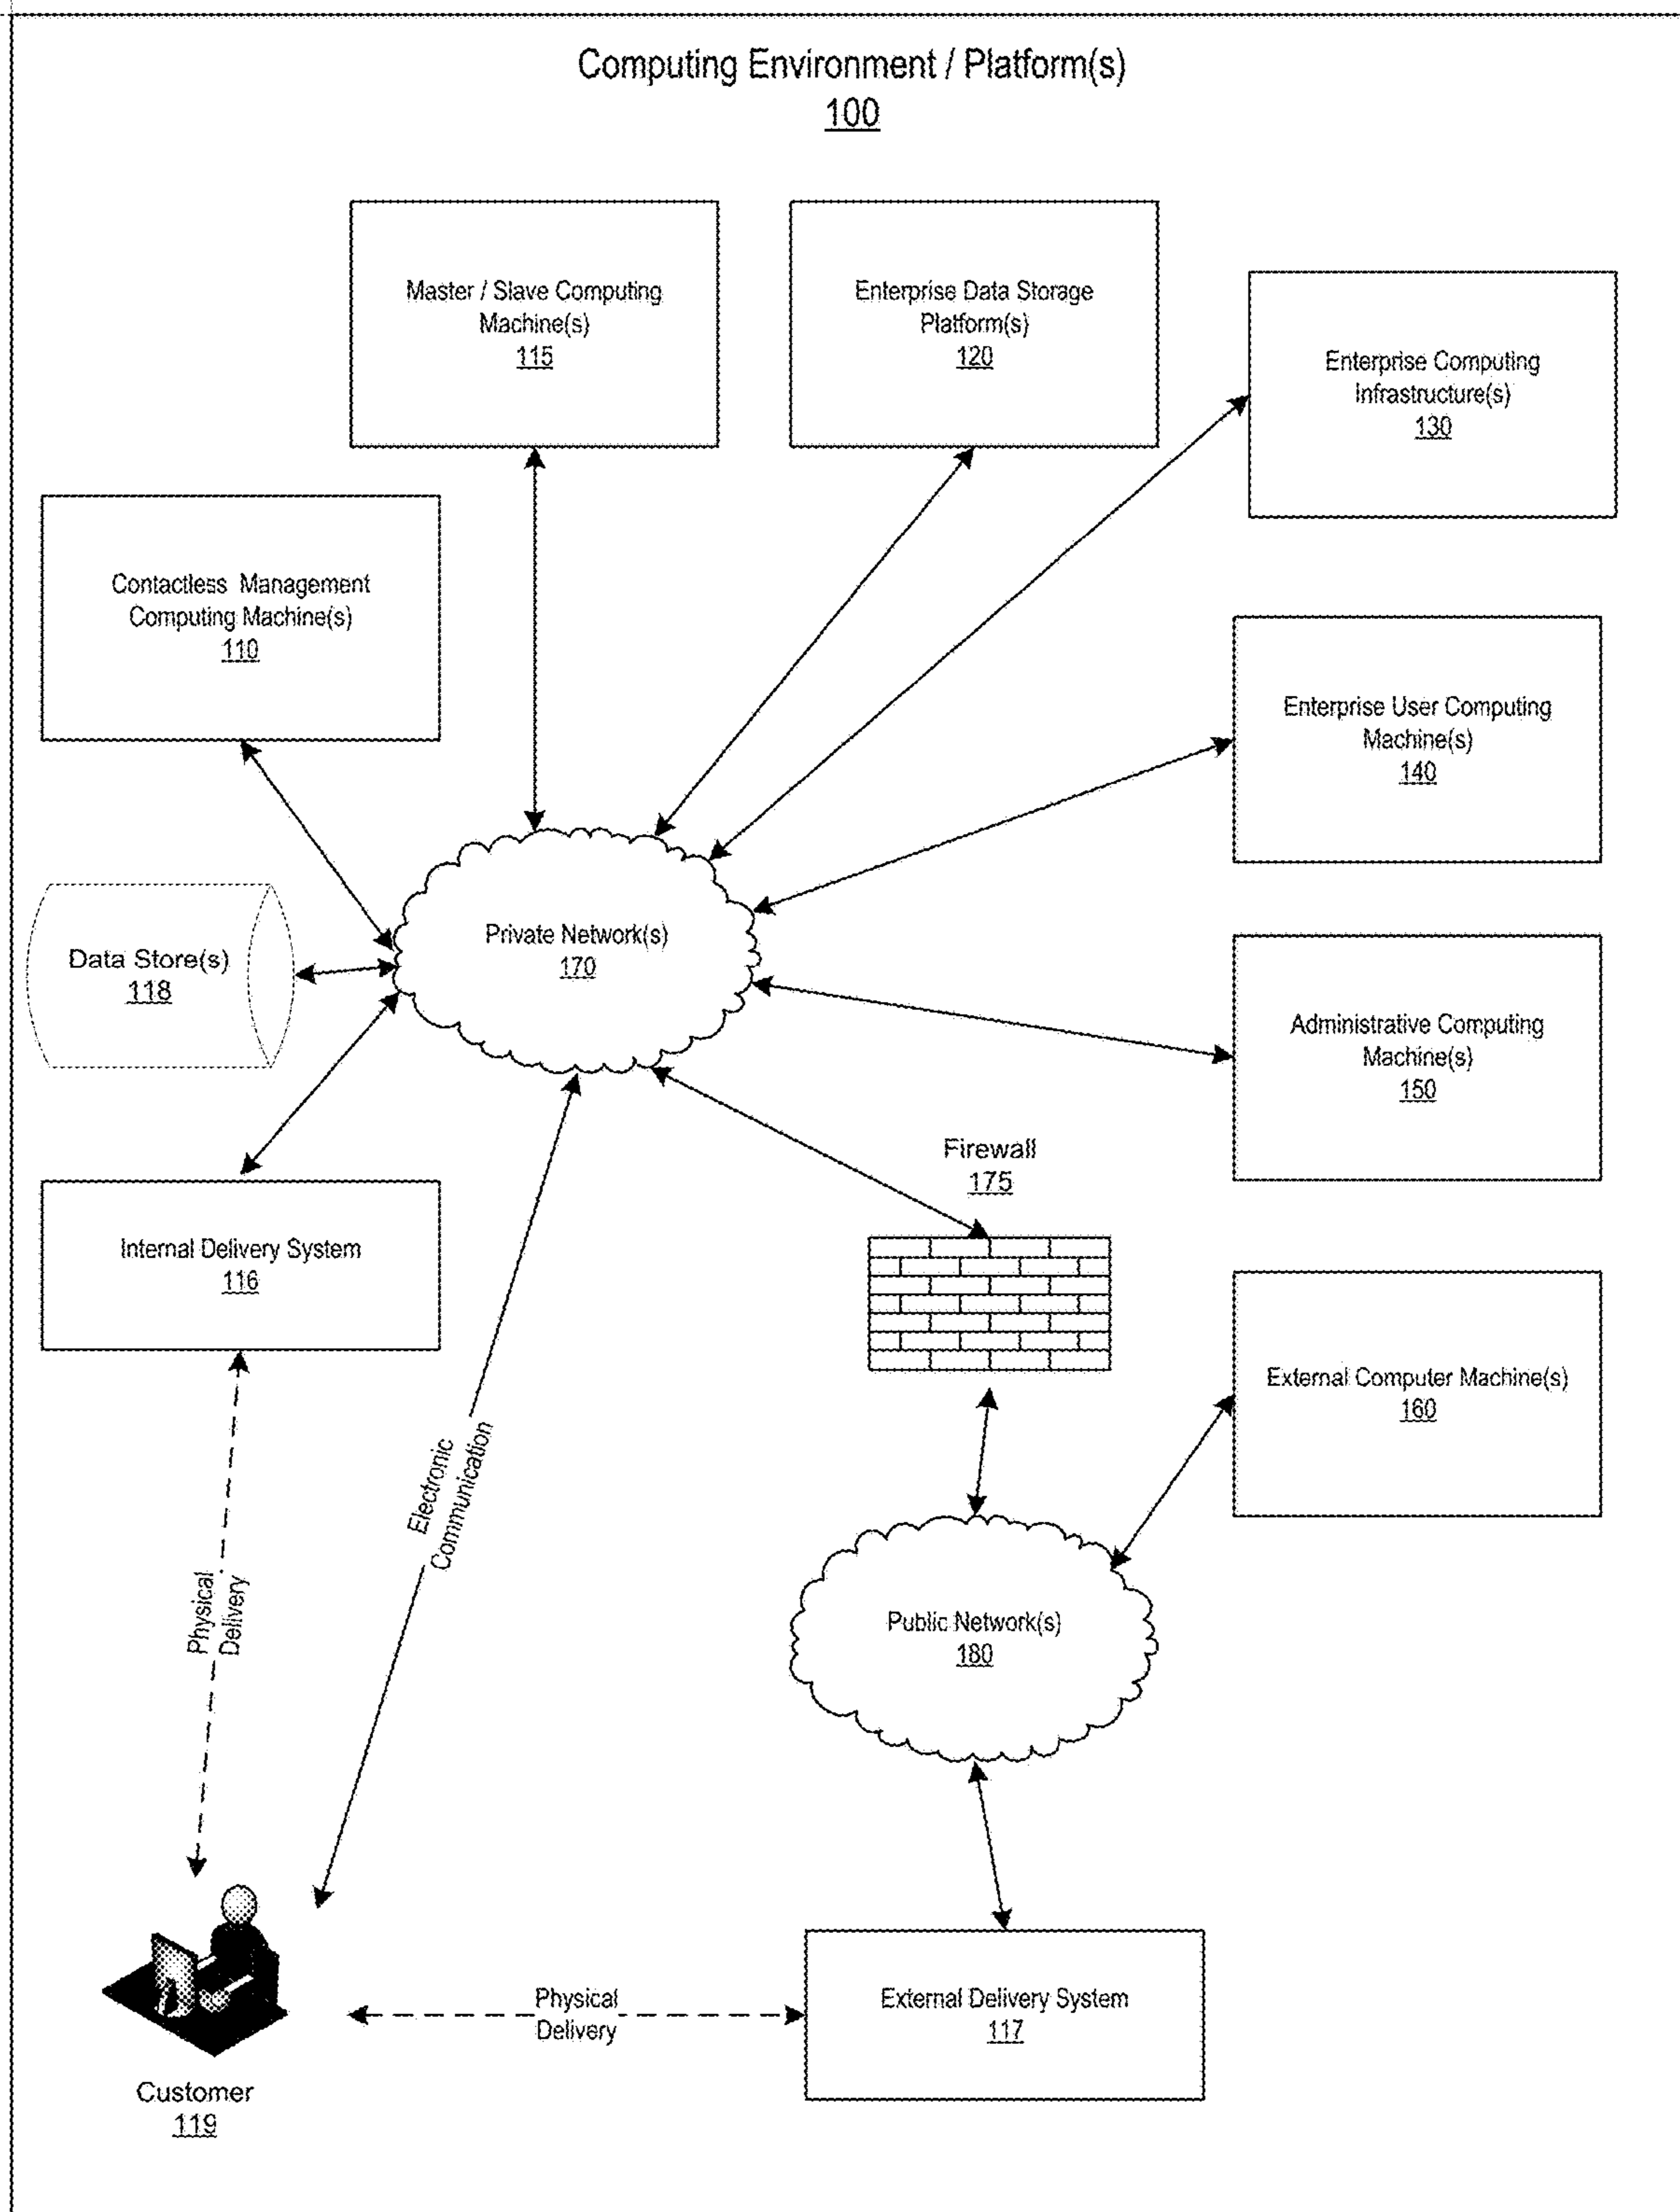 Computing Environment / Platform(s)
100
Master / Slave Computing
Machine(s)
115
Enterprise Data Storage
Platform(s)
120
Enterprise Computing
Infrastructure(s)
130
Contactless Management
Computing Machine(s)
110
Enterprise User Computing
Machine(s)
140
Private Network(s)
170
Data Store(s)
118
Administrative Computing
Machine(s)
150
Firewall
175
Internal Delivery System
116
External Computer Machine(s)
160
Electronic
Communication
Physical
Delivery
Public Network(s)
180
Physical
Delivery
External Delivery System
117
Customer
119